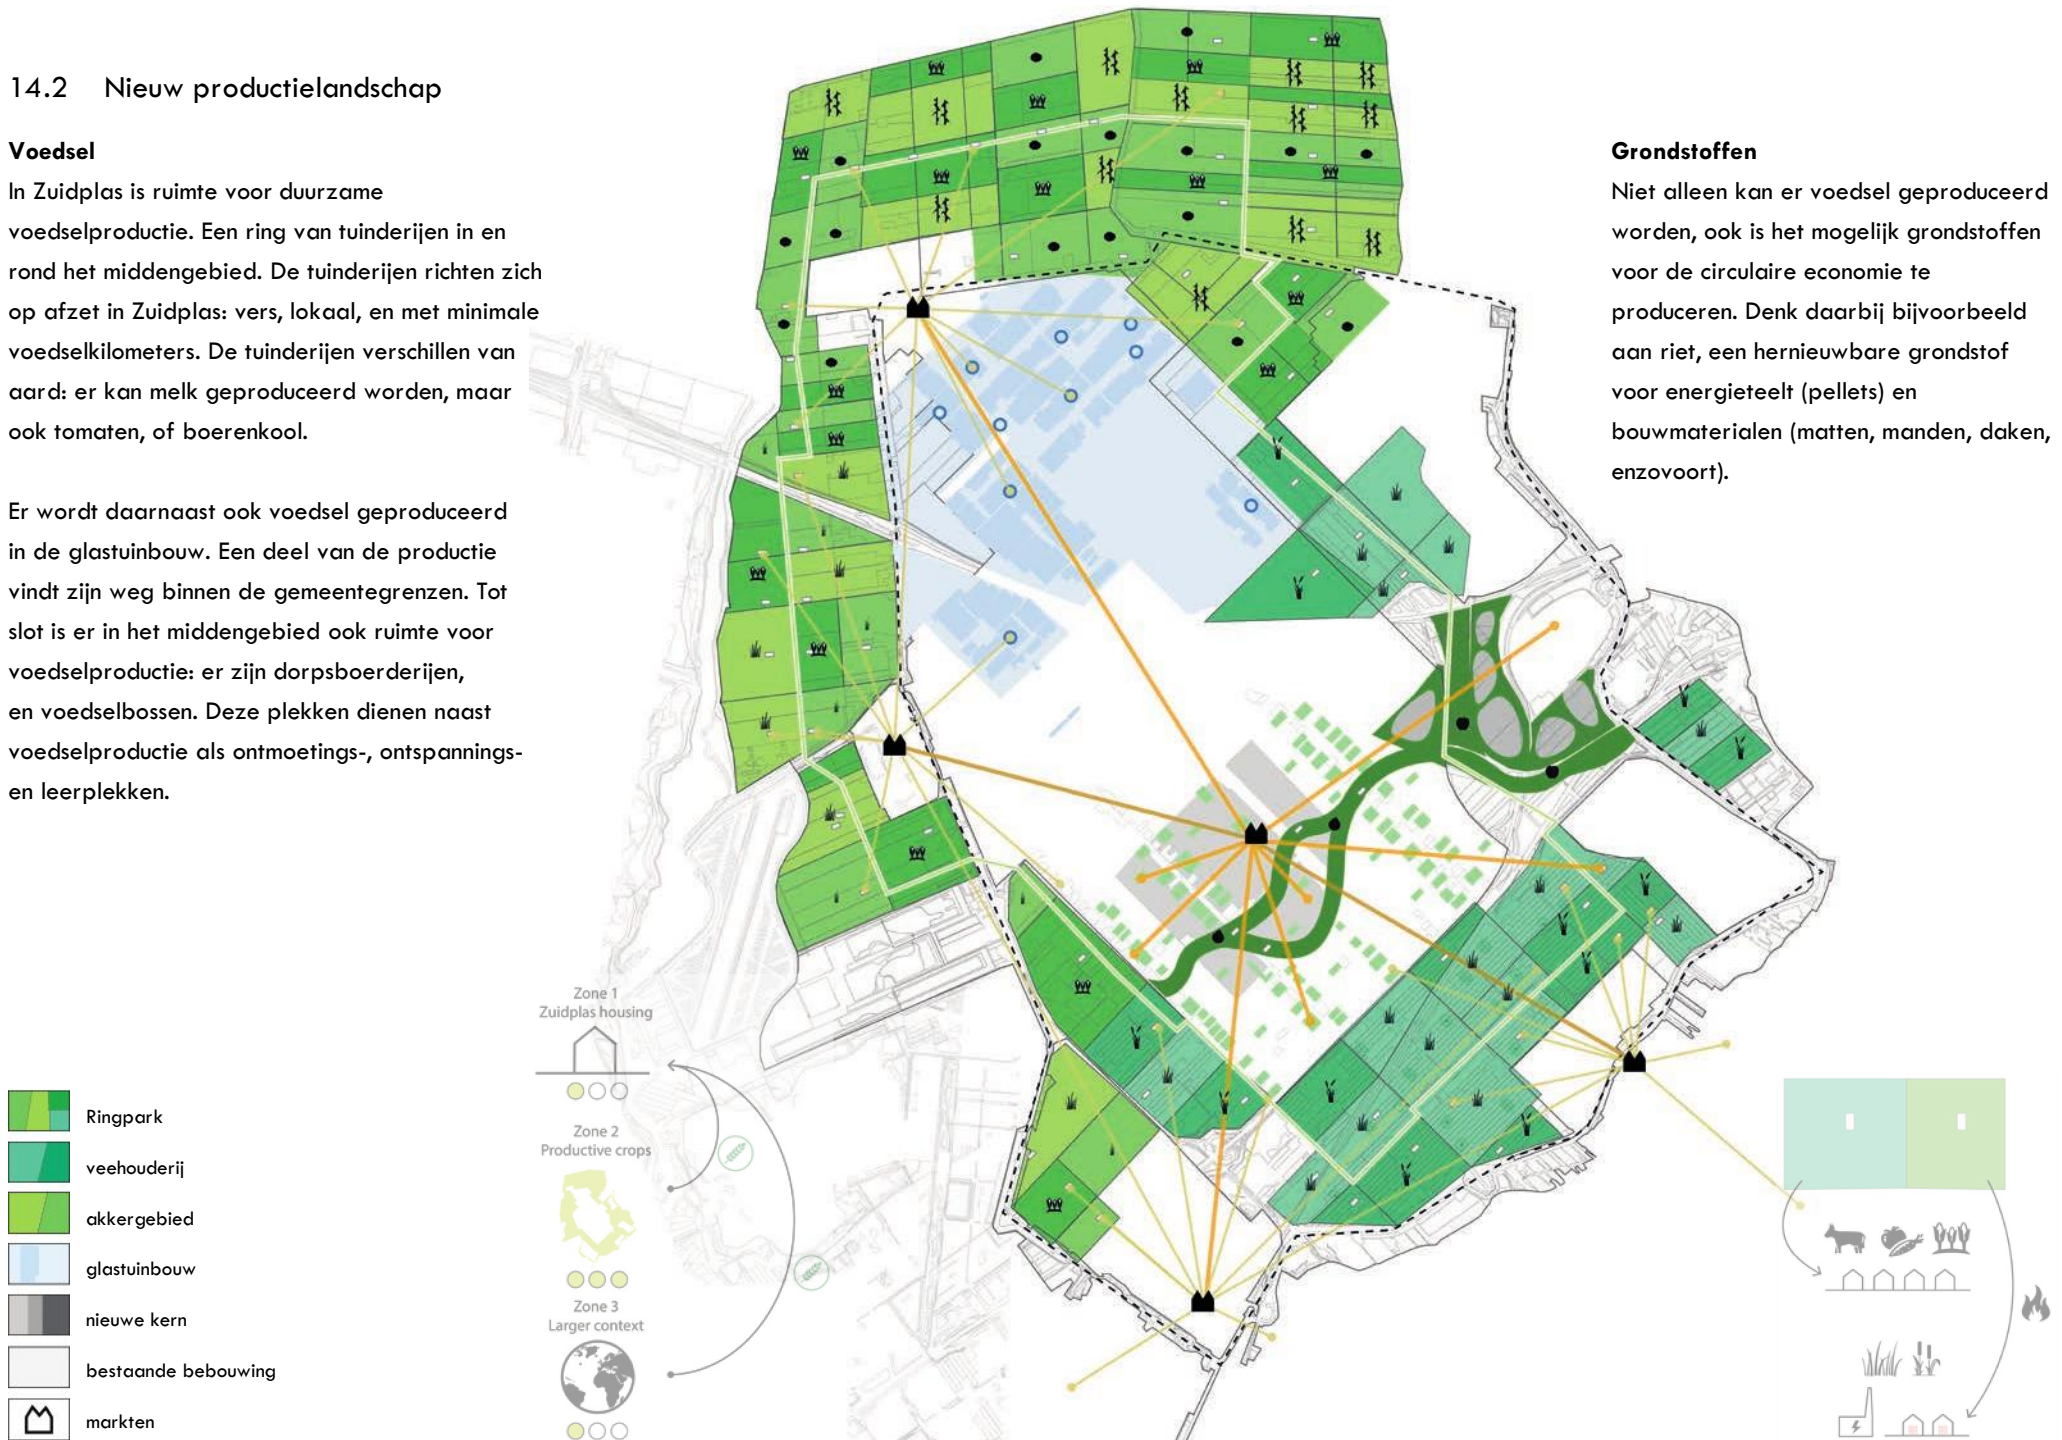 14.2 Nieuw productielandschap
Voedsel
In Zuidplas is ruimte voor duurzame
voedselproductie. Een ring van tuinderijen in en
rond het middengebied. De tuinderijen richten zich
op afzet in Zuidplas: vers, lokaal, en met minimale
voedselkilometers. De tuinderijen verschillen van
aard: er kan melk geproduceerd worden, maar
ook tomaten, of boerenkool.
Er wordt daarnaast ook voedsel geproduceerd
in de glastuinbouw. Een deel van de productie
vindt zijn weg binnen de gemeentegrenzen. Tot
slot is er in het middengebied ook ruimte voor
voedselproductie: er zijn dorpsboerderijen,
en voedselbossen. Deze plekken dienen naast
voedselproductie als ontmoetings-, ontspannings-
en leerplekken.
Grondstoffen
Niet alleen kan er voedsel geproduceerd
worden, ook is het mogelijk grondstoffen
voor de circulaire economie te
produceren. Denk daarbij bijvoorbeeld
aan riet, een hernieuwbare grondstof
voor energieteelt (pellets) en
bouwmaterialen (matten, manden, daken,
enzovoort).
Zone 1
Zuidplas housing
Zone 2
Productive crops
Zone 3
Larger context
Ringpark
veehouderij
akkergebied
glastuinbouw
nieuwe kern
bestaande bebouwing
markten